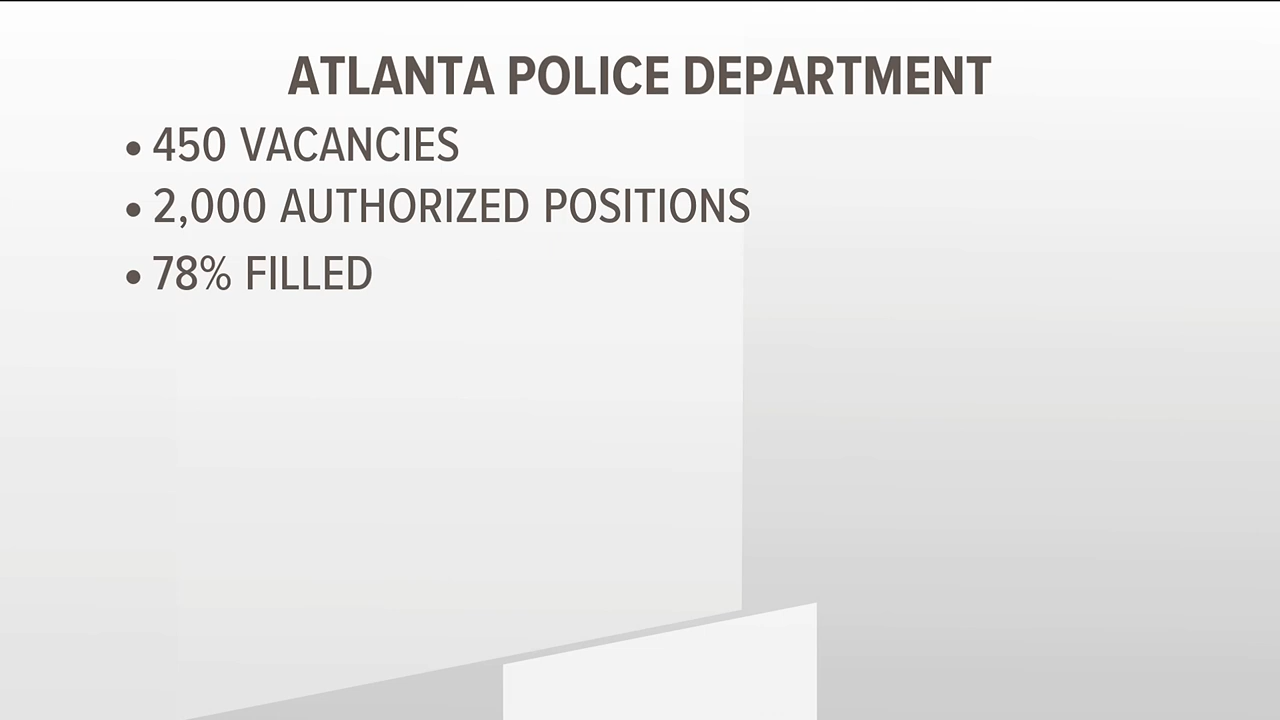 ATLANTA POLICE DEPARTMENT
• 450 VACANCIES
• 2,000 AUTHORIZED POSITIONS
• 78% FILLED